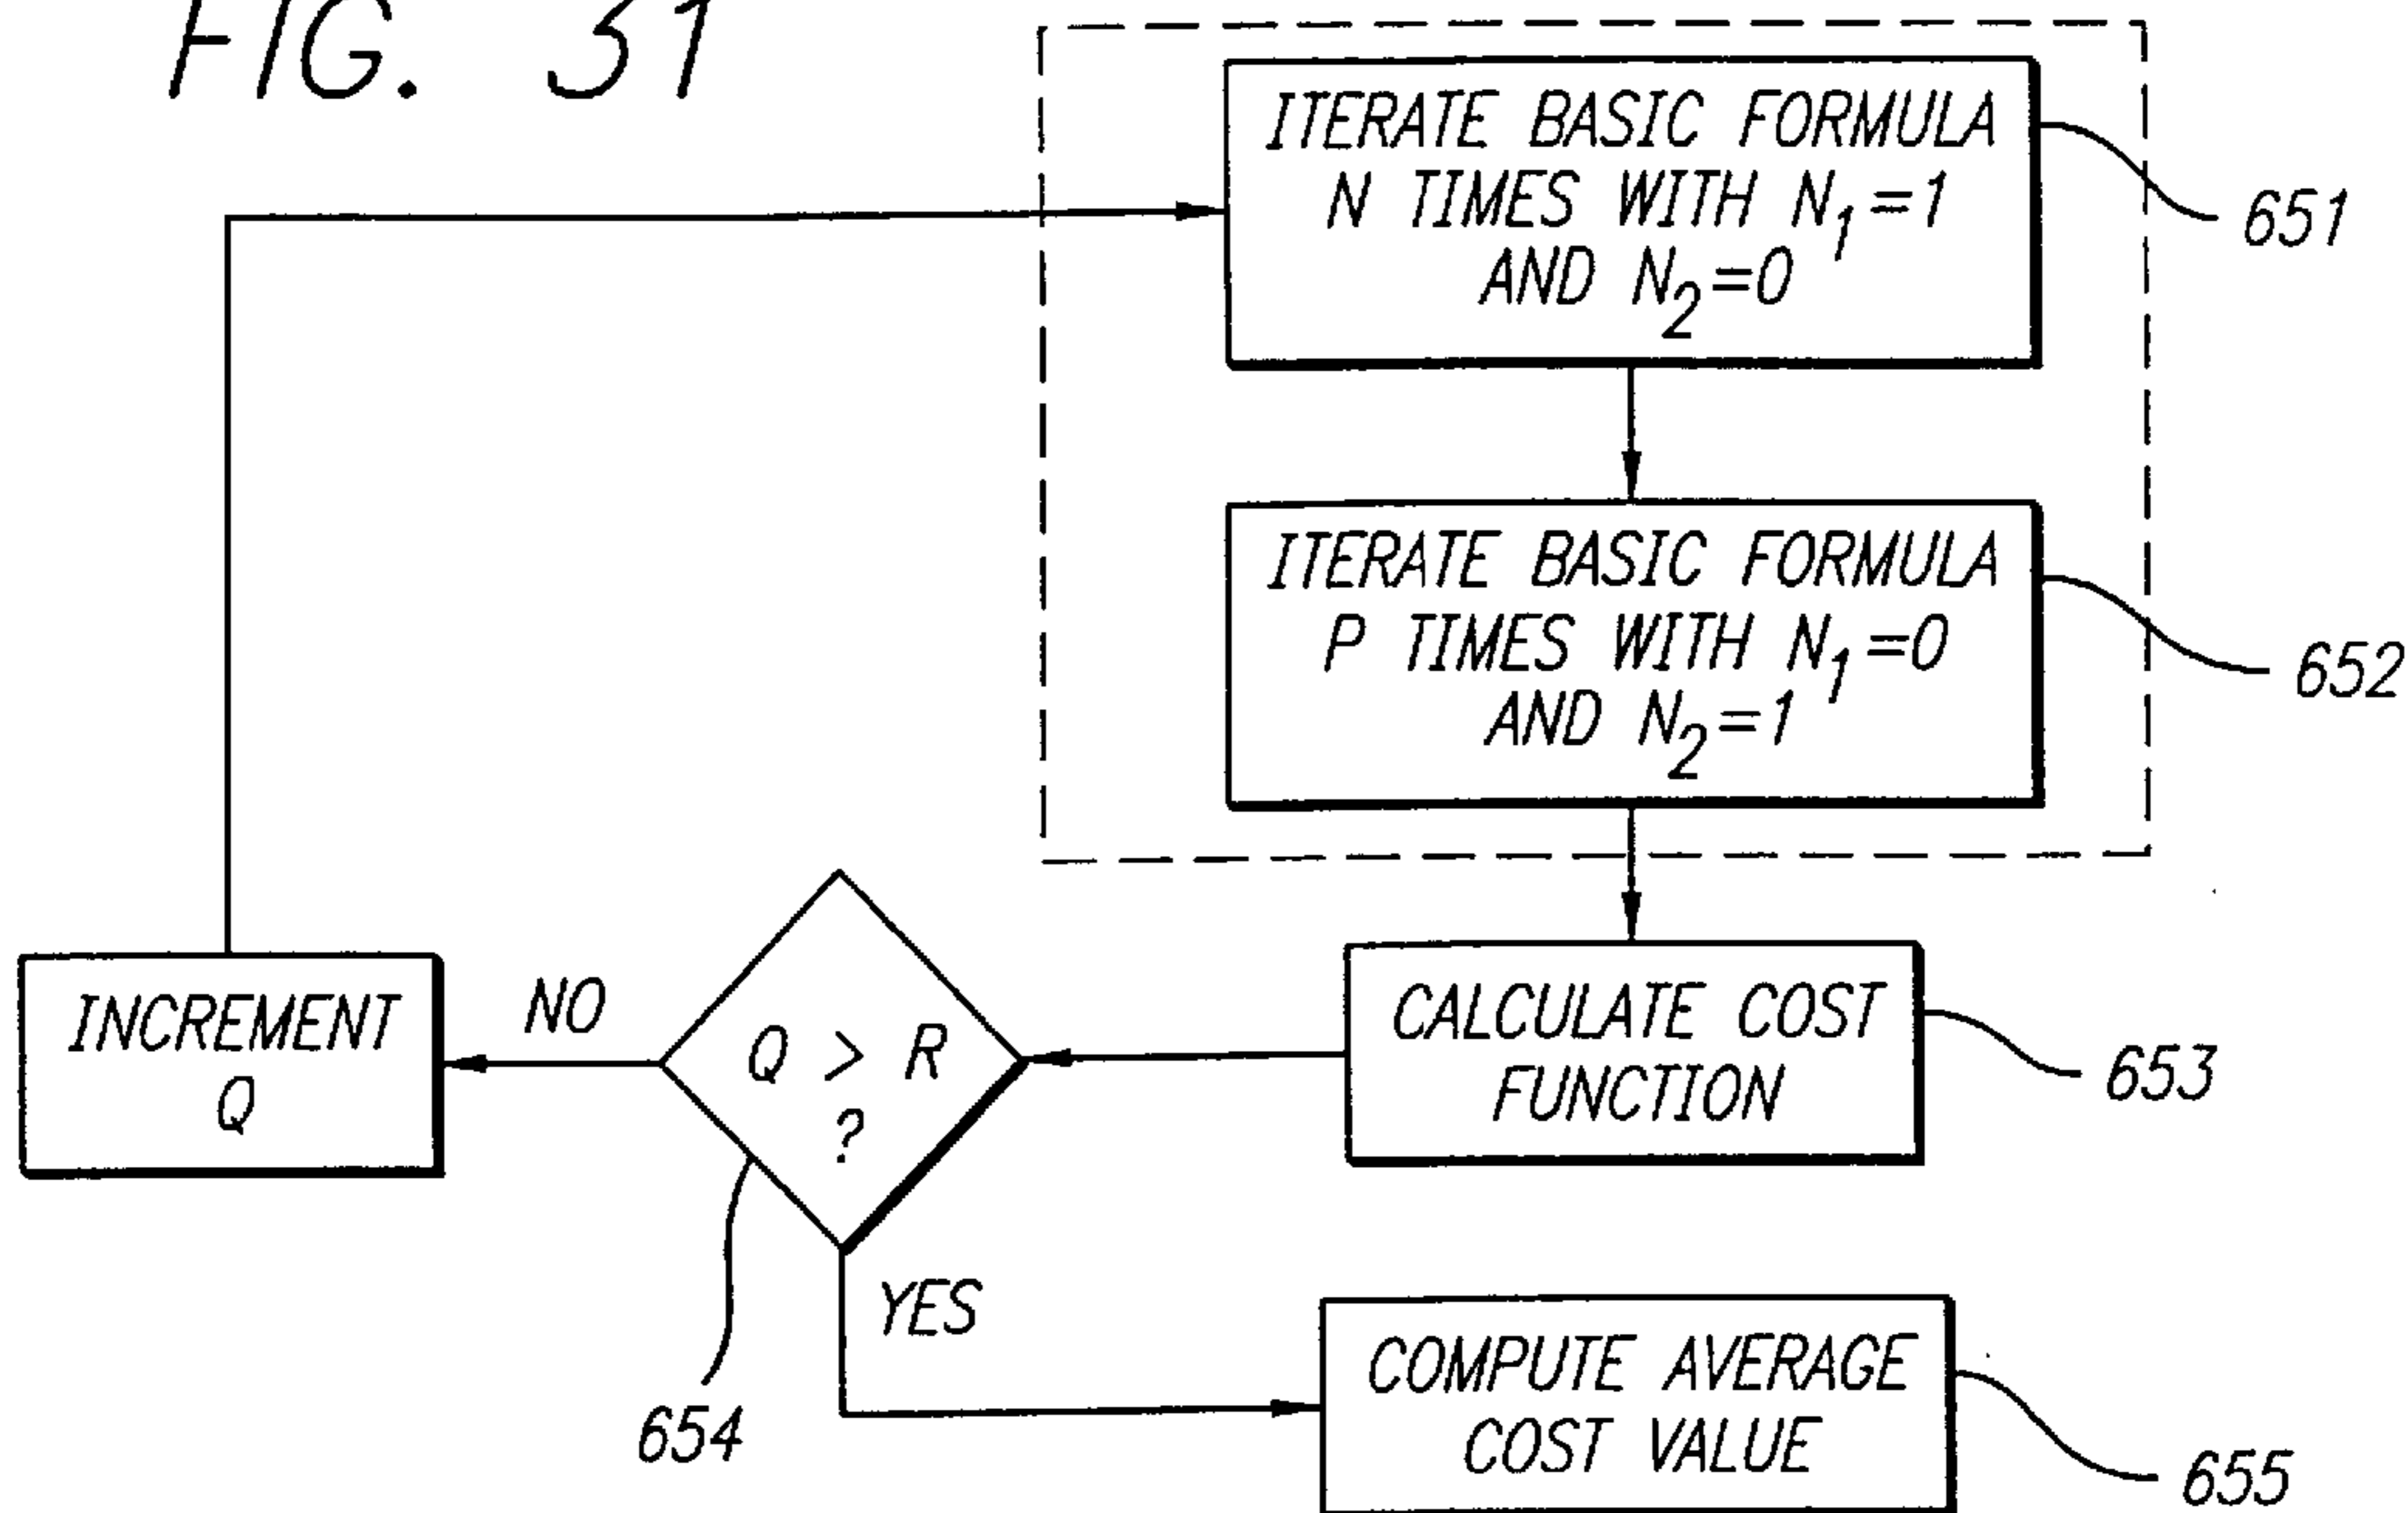 FIG. 31
ITERATE BASIC FORMULA
N TIMES WITH N₁=1
AND N₂=0
651
ITERATE BASIC FORMULA
P TIMES WITH N₁=0
AND N₂=1
652
CALCULATE COST
FUNCTION
653
Q > R
?
654
NO
INCREMENT
Q
YES
COMPUTE AVERAGE
COST VALUE
655